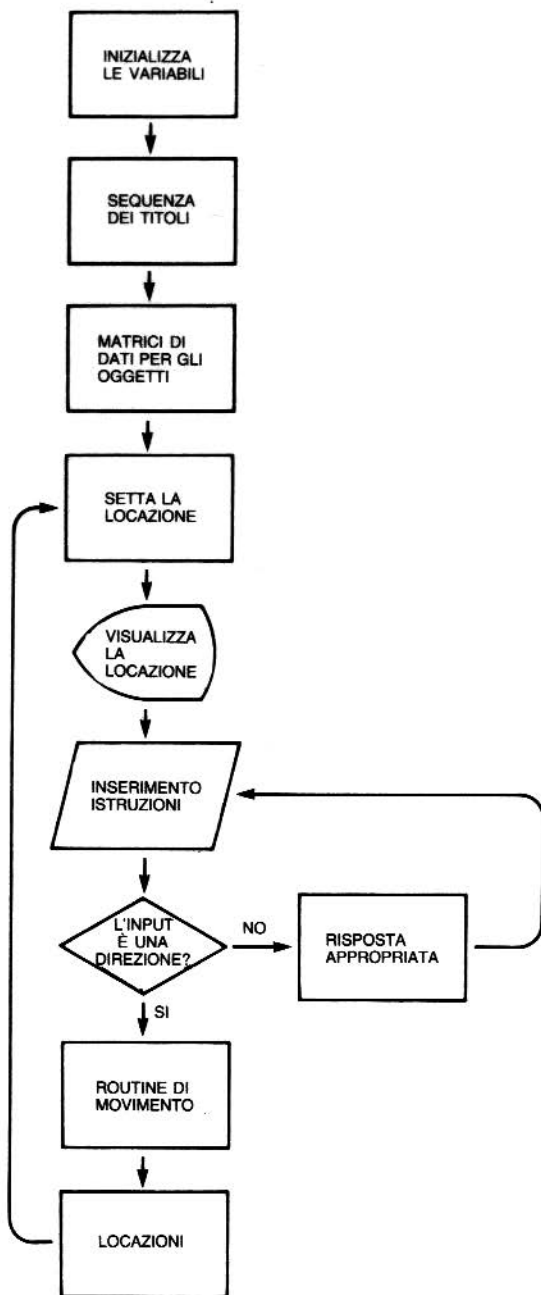 INIZIALIZZA
LE VARIABILI
SEQUENZA
DEI TITOLI
MATRICI DI
DATI PER GLI
OGGETTI
SETTA LA
LOCAZIONE
VISUALIZZA
LA
LOCAZIONE
INSERIMENTO
ISTRUZIONI
L'INPUT
È UNA
DIREZIONE?
NO
RISPOSTA
APPROPRIATA
SI
ROUTINE DI
MOVIMENTO
LOCAZIONI